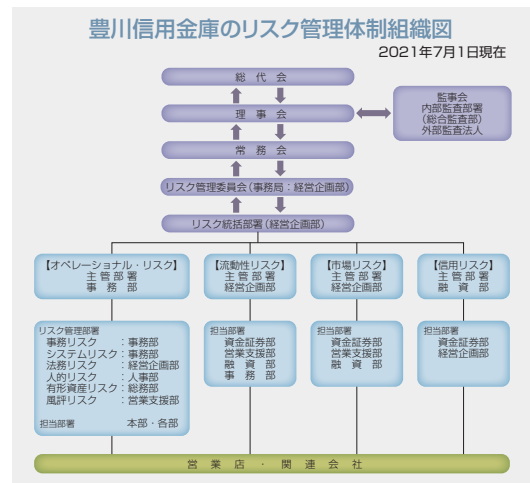 豊川信用金庫のリスク管理体制組織図
2021年7月1日現在
総代会
理事会
監事会
内部監査部署
(総合監査部)
外部監査法人
常務会
リスク管理委員会(事務局:経営企画部)
リスク統括部署(経営企画部)
【オペレーショナル・リスク】
主管部署
事務部
【流動性リスク】
主管部署
経営企画部
【市場リスク】
主管部署
経営企画部
【信用リスク】
主管部署
融資部
リスク管理部署
事務リスク:事務部
システムリスク:事務部
法務リスク:経営企画部
人的リスク:人事部
有形資産リスク:総務部
風評リスク:営業支援部
担当部署 本部・各部
担当部署
資金証券部
営業支援部
融資部
事務部
担当部署
資金証券部
営業支援部
融資部
担当部署
資金証券部
経営企画部
営業店・関連会社